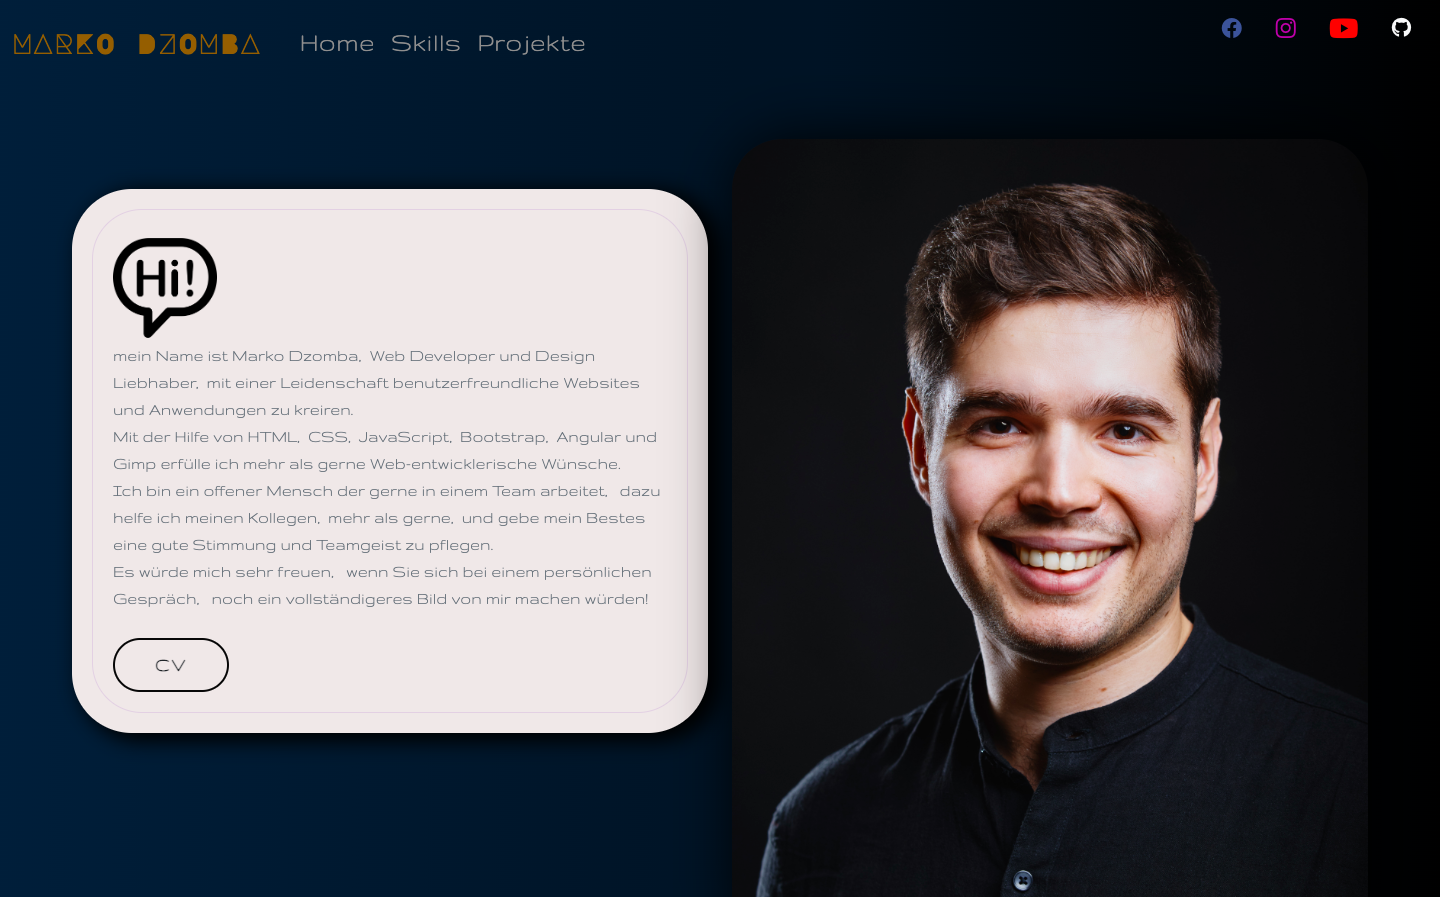 MARKO DZOMBA
Home Skills Projekte
Hi!
mein Name ist Marko Dzomba, Web Developer und Design
Liebhaber, mit einer Leidenschaft benutzerfreundliche Websites
und Anwendungen zu kreiren.
Mit der Hilfe von HTML, CSS, JavaScript, Bootstrap, Angular und
Gimp erfülle ich mehr als gerne Web-entwicklerische Wünsche.
Ich bin ein offener Mensch der gerne in einem Team arbeitet, dazu
helfe ich meinen Kollegen, mehr als gerne, und gebe mein Bestes
eine gute Stimmung und Teamgeist zu pflegen.
Es würde mich sehr freuen, wenn Sie sich bei einem persönlichen
Gespräch, noch ein vollständigeres Bild von mir machen würden!
CV